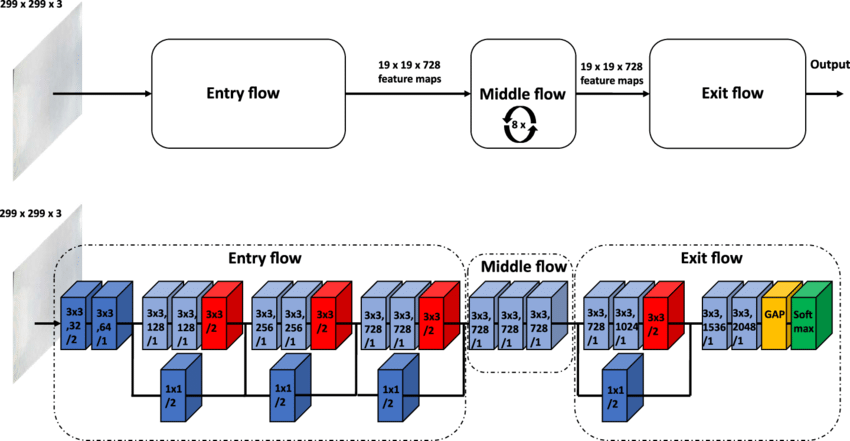 299 x 299 x 3
Entry flow
19 x 19 x 728
feature maps
Middle flow
8 x
19 x 19 x 728
feature maps
Exit flow
Output
299 x 299 x 3
Entry flow
Middle flow
Exit flow
3x3
,32
/2
3x3
,64
/1
3x3,
128
/1
3x3,
128
/1
3x3
/2
3x3,
256
/1
3x3,
256
/1
3x3
/2
3x3,
728
/1
3x3,
728
/1
3x3
/2
3x3,
728
/1
3x3,
728
/1
3x3,
728
/1
3x3,
728
/1
3x3,
1024
/1
3x3
/2
3x3,
1536
/1
3x3,
2048
/1
GAP
Soft
max
1x1
/2
1x1
/2
1x1
/2
1x1
/2